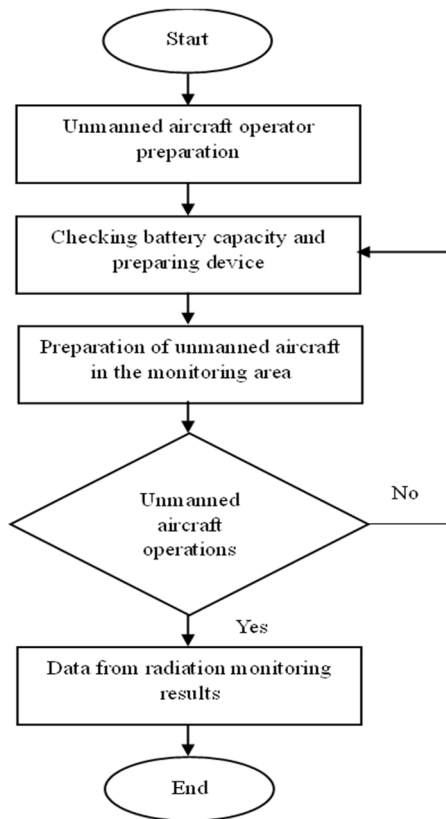 Start
Unmanned aircraft operator
preparation
Checking battery capacity and
preparing device
Preparation of unmanned aircraft
in the monitoring area
Unmanned
aircraft
operations
No
Yes
Data from radiation monitoring
results
End